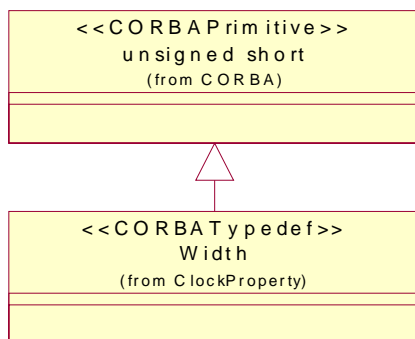 <<CORBAPrimitive>>
unsigned short
(from CORBA)
<<CORBATypedef>>
Width
(from ClockProperty)